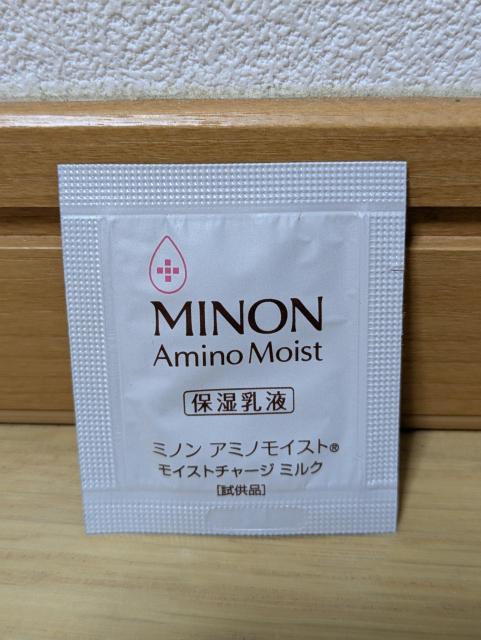 MINON
Amino Moist
保湿乳液
ミノン アミノモイスト®
モイストチャージ ミルク
[試供品]